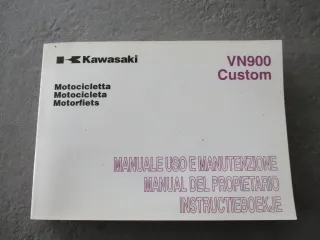 Kawasaki
VN900
Custom
Motocicletta
Motocicleta
Motorfiets
MANUALE USO E MANUTENZIONE
MANUAL DEL PROPIETARIO
INSTRUCTIEBOEKJE